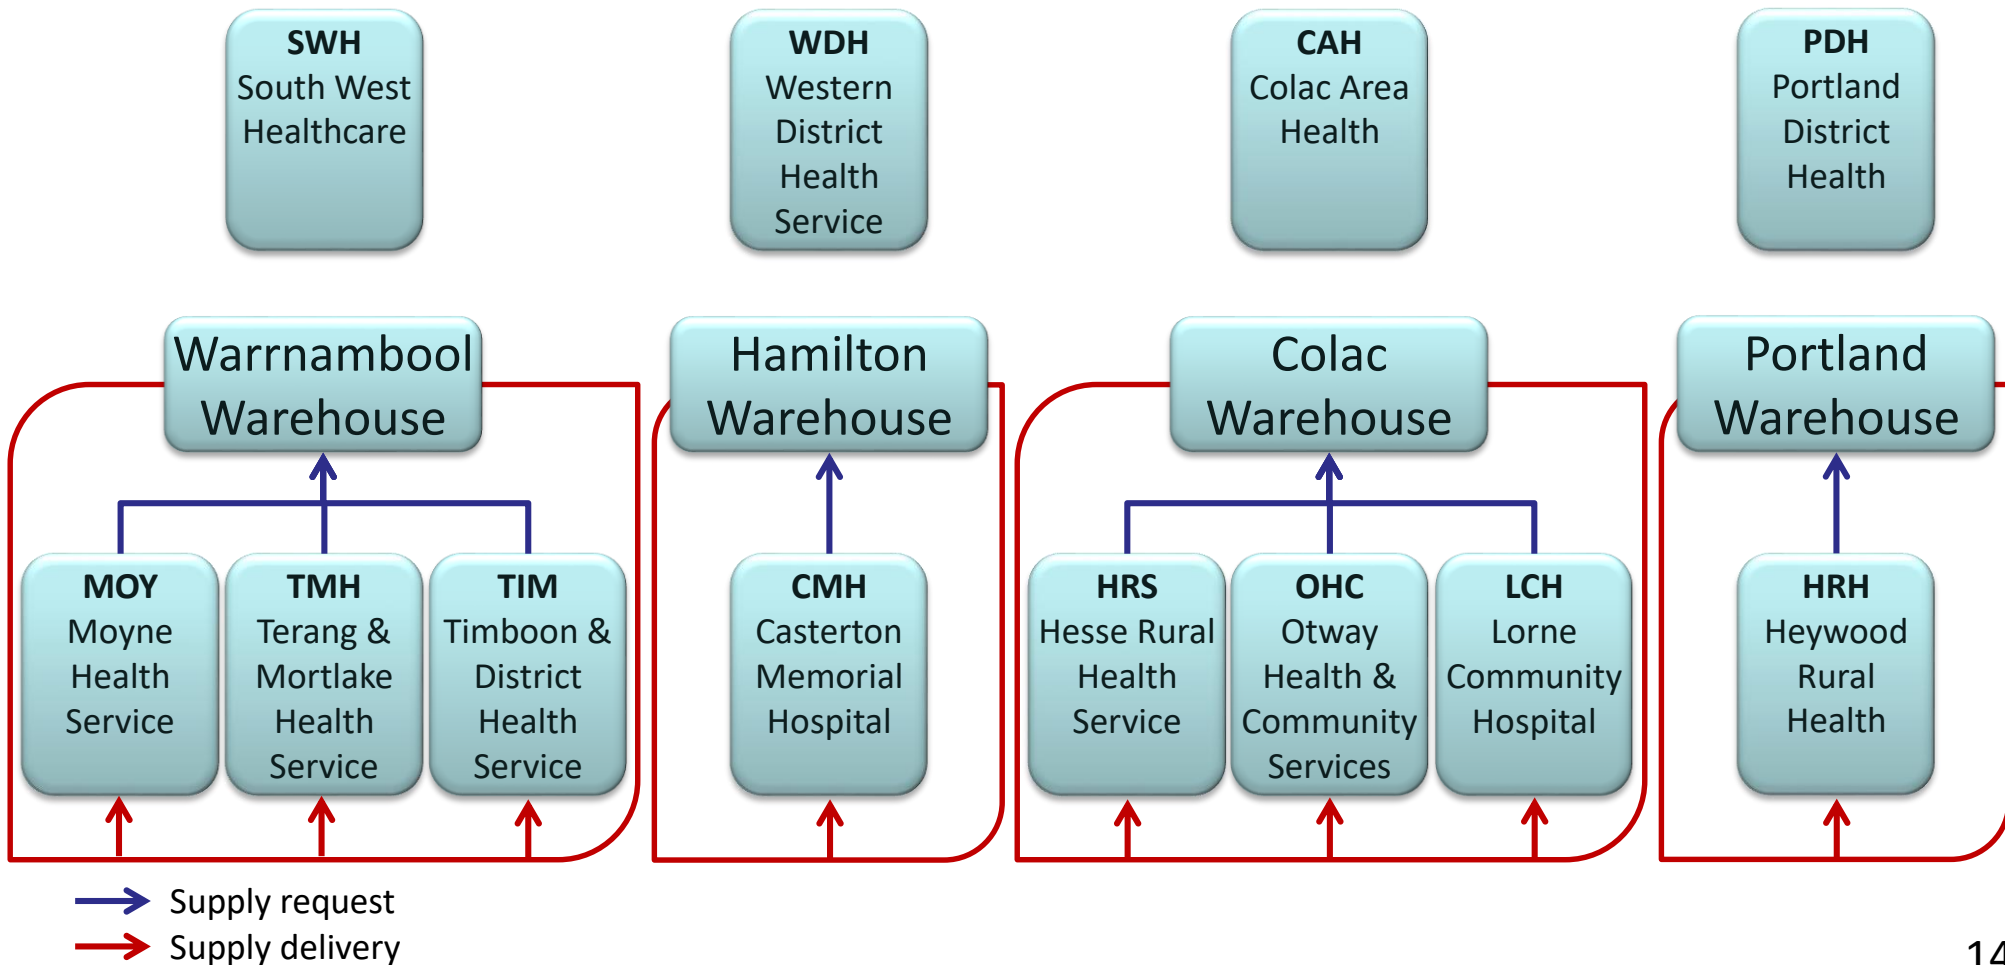 SWH
South West
Healthcare
WDH
Western
District
Health
Service
CAH
Colac Area
Health
PDH
Portland
District
Health
Warrnambool
Warehouse
Hamilton
Warehouse
Colac
Warehouse
Portland
Warehouse
MOY
Moyne
Health
Service
TMH
Terang &
Mortlake
Health
Service
TIM
Timboon &
District
Health
Service
CMH
Casterton
Memorial
Hospital
HRS
Hesse Rural
Health
Service
OHC
Otway
Health &
Community
Services
LCH
Lorne
Community
Hospital
HRH
Heywood
Rural
Health
Supply request
Supply delivery
14